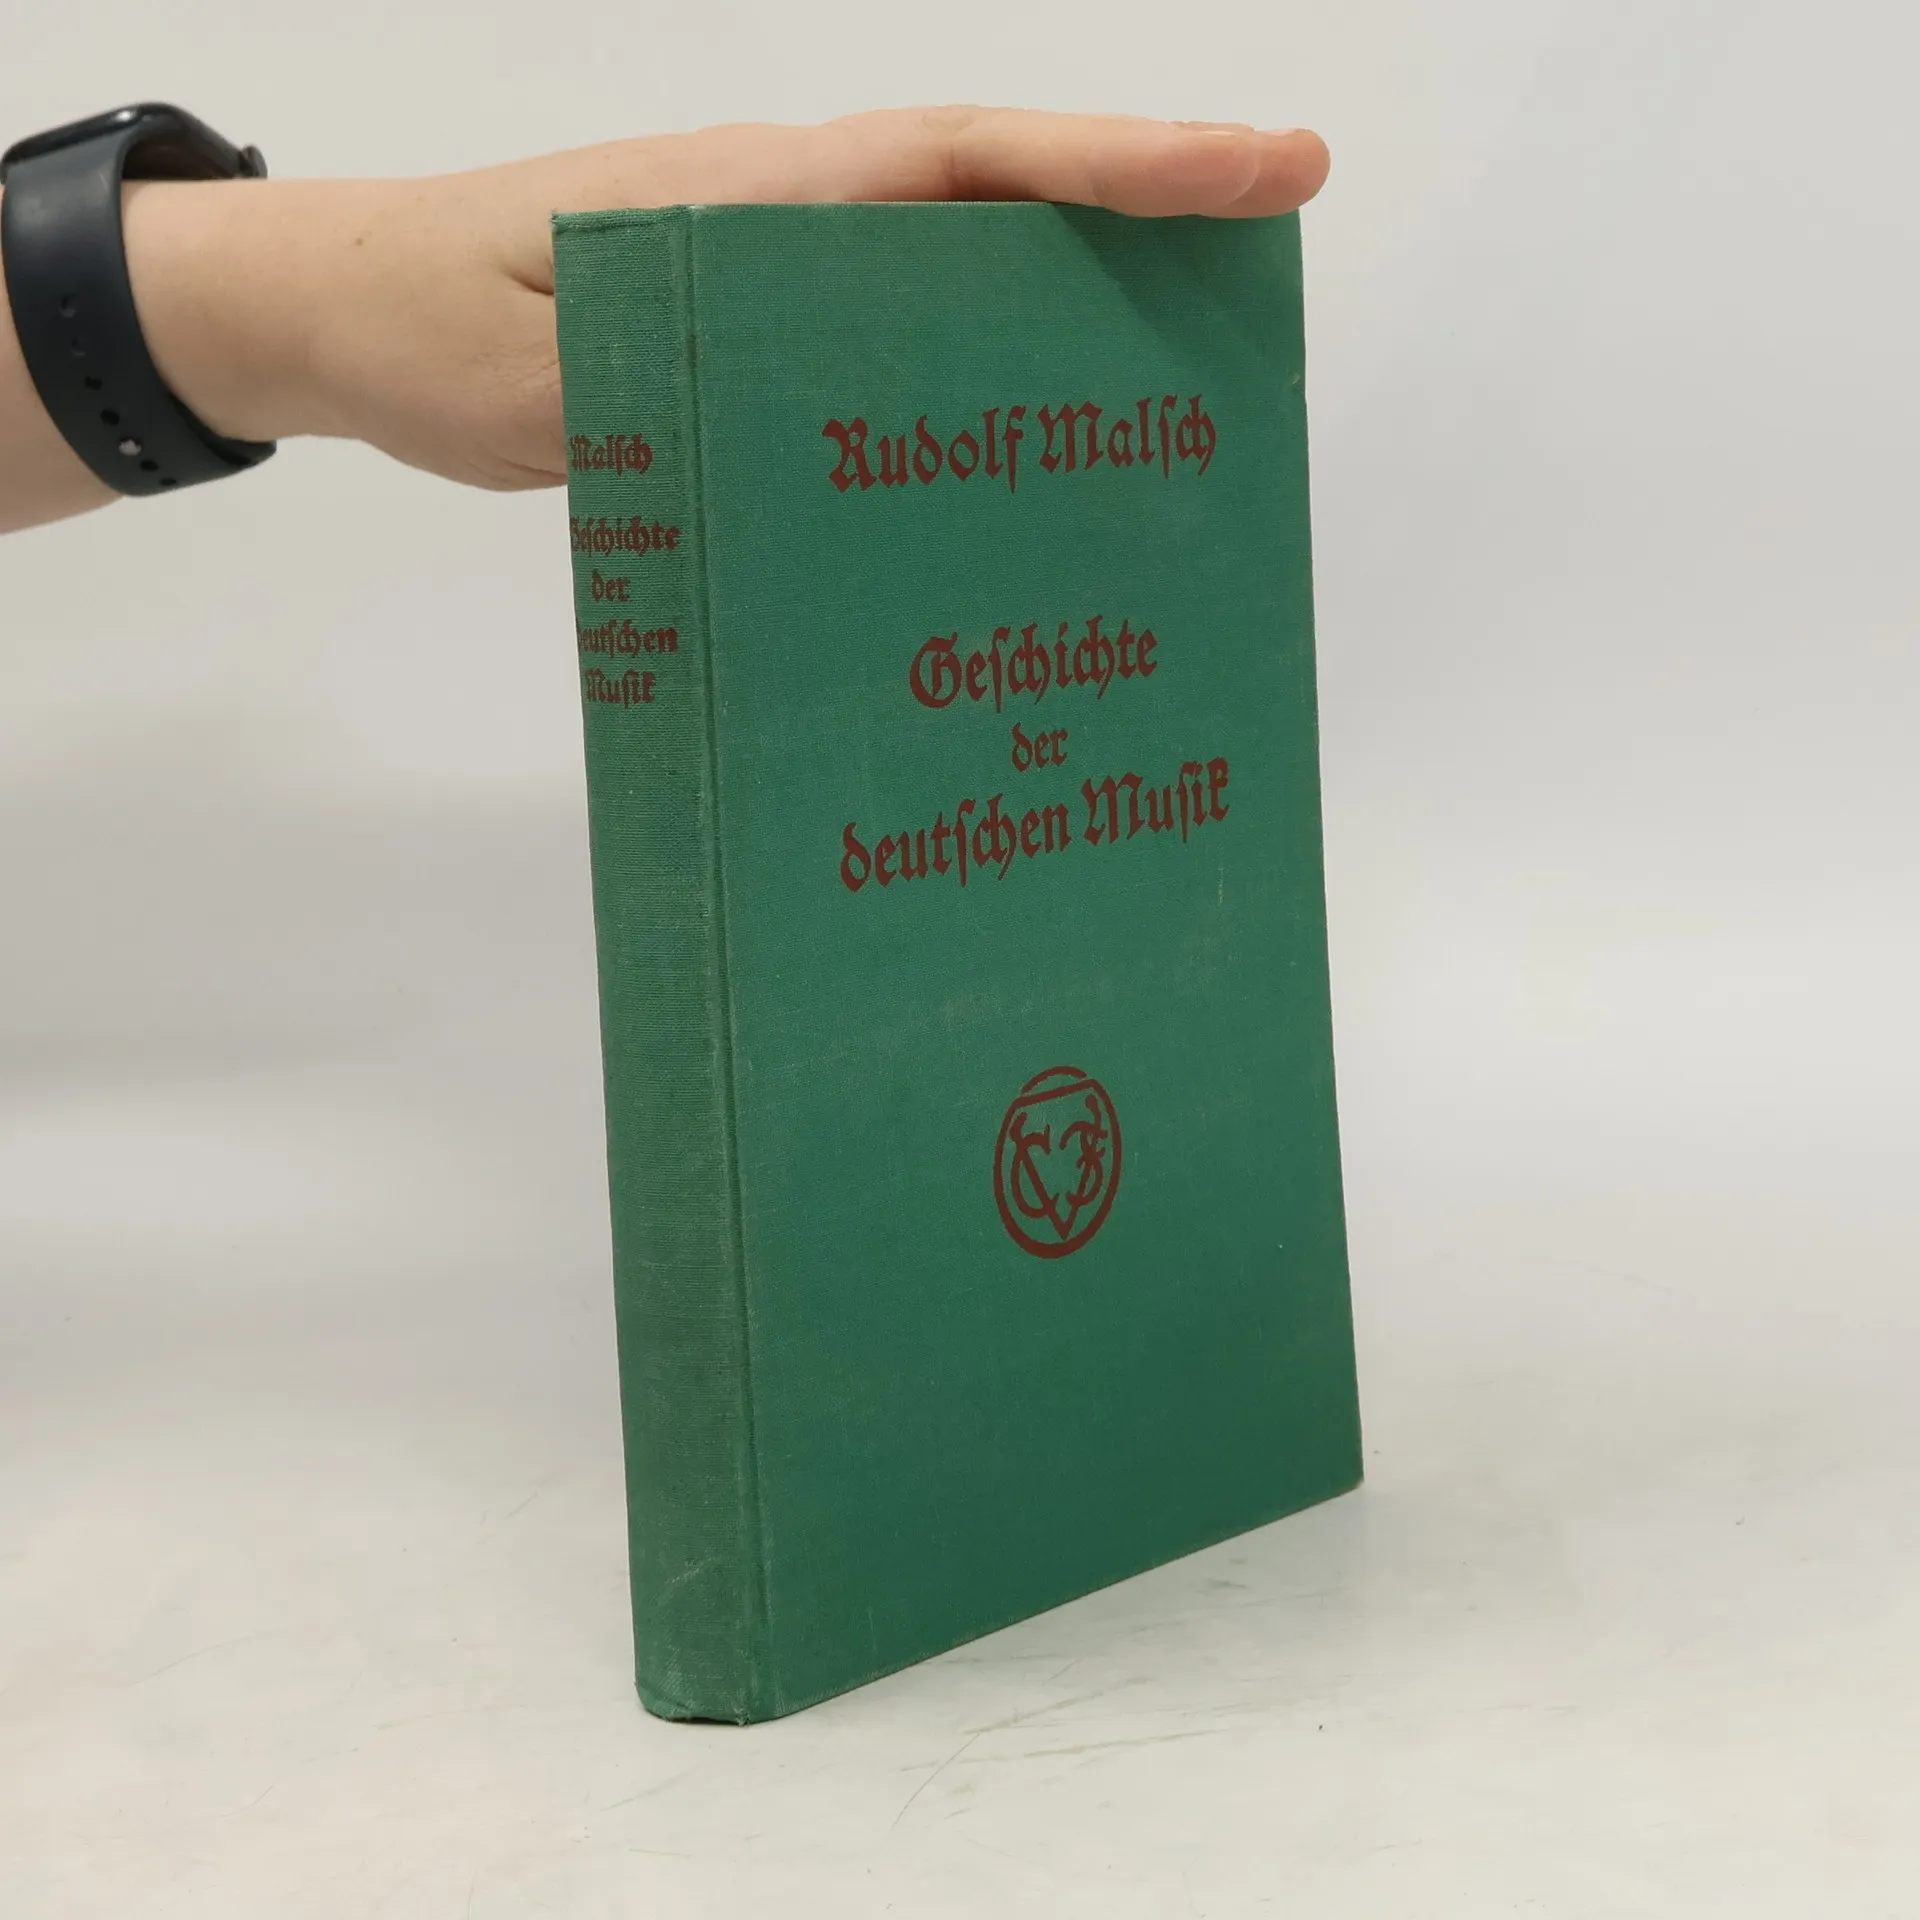 Rudolf Malſch
Geſchichte
der
deutſchen Muſik
Malſch
Geſchichte
der
deutſchen
Muſik